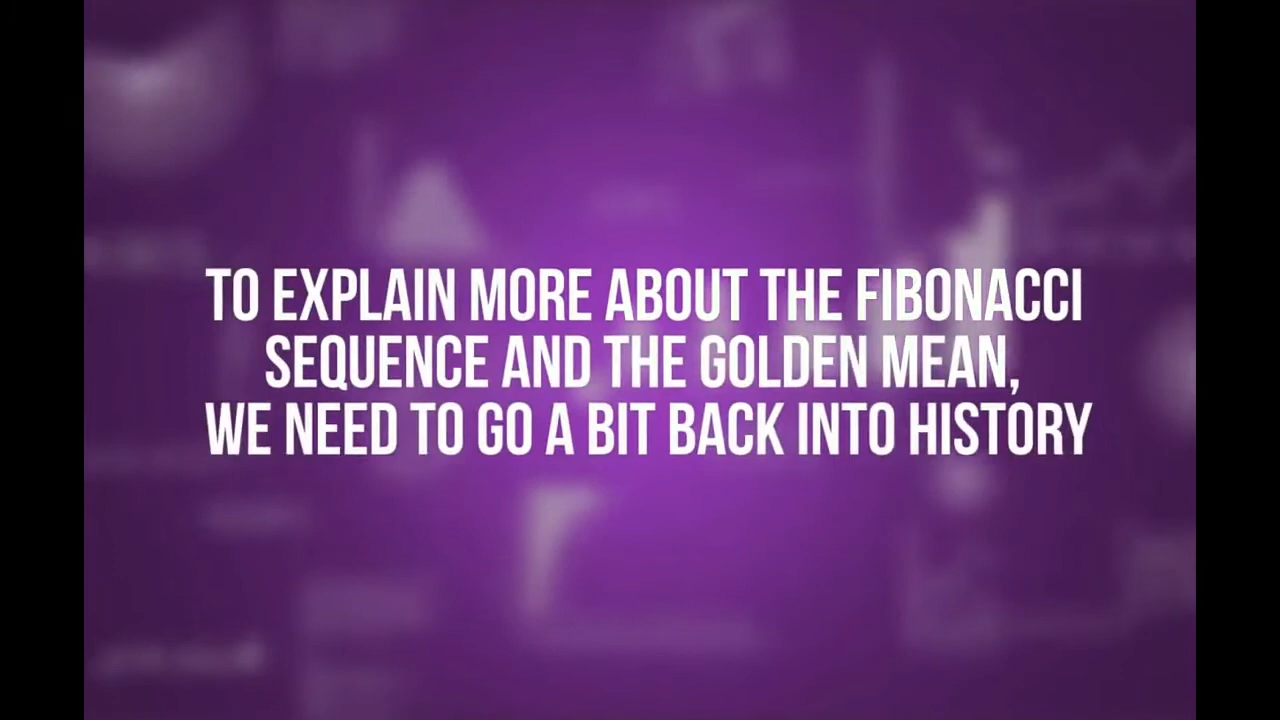 TO EXPLAIN MORE ABOUT THE FIBONACCI
SEQUENCE AND THE GOLDEN MEAN,
WE NEED TO GO A BIT BACK INTO HISTORY